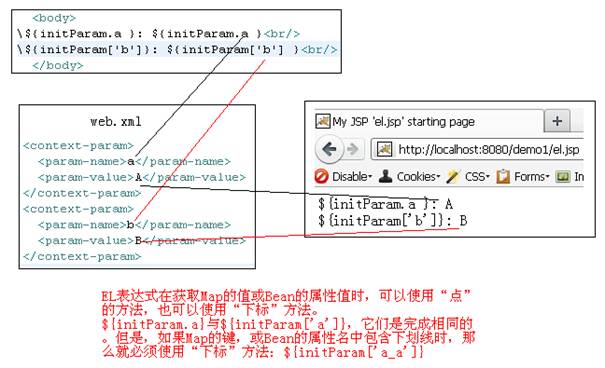 <body>
\${initParam.a }: ${initParam.a }<br/>
\${initParam['b']}: ${initParam['b'] }<br/>
</body>
web.xml
<context-param>
<param-name>a</param-name>
<param-value>A</param-value>
</context-param>
<context-param>
<param-name>b</param-name>
<param-value>B</param-value>
</context-param>
My JSP 'el.jsp' starting page
http://localhost:8080/demo1/el.jsp
Disable▾ Cookies▾ CSS▾ Forms▾ In
${initParam.a }: A
${initParam['b']}: B
EL表达式在获取Map的值或Bean的属性值时，可以使用“点”
的方法，也可以使用“下标”方法。
${initParam.a}与${initParam['a']}，它们是完成相同的
。但是，如果Map的键，或Bean的属性名中包含下划线时，那
么就必须使用“下标”方法：${initParam['a_a']}